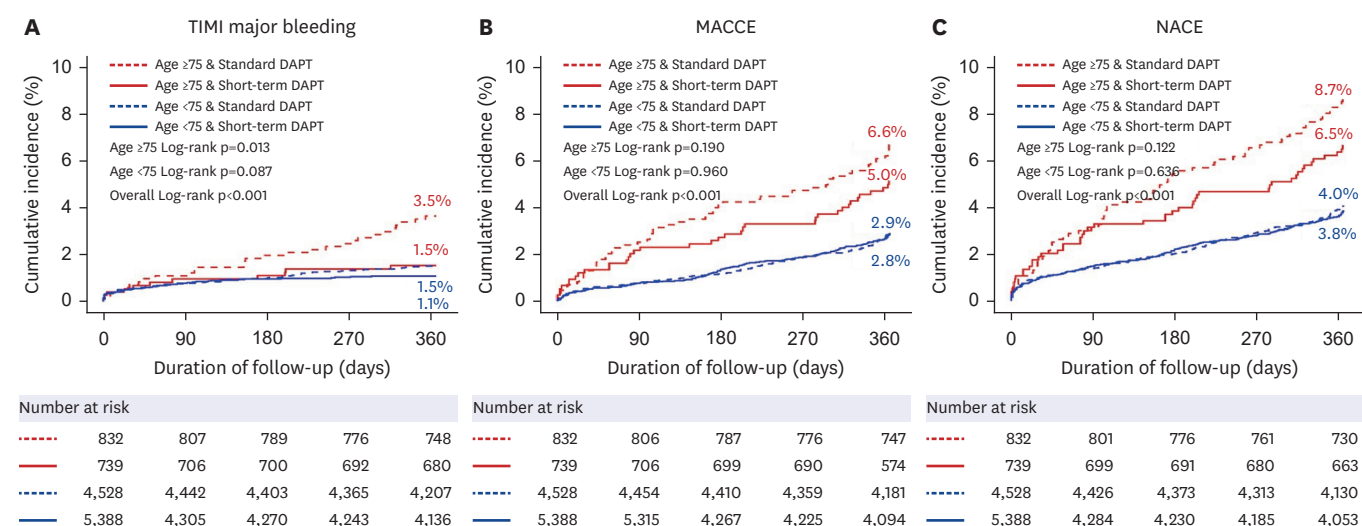 A TIMI major bleeding
10
8
6
4
2
0
Cumulative incidence (%)
Age ≥75 & Standard DAPT
Age ≥75 & Short-term DAPT
Age <75 & Standard DAPT
Age <75 & Short-term DAPT
Age ≥75 Log-rank p=0.013
Age <75 Log-rank p=0.087
Overall Log-rank p<0.001
3.5%
1.5%
1.5%
1.1%
0 90 180 270 360
Duration of follow-up (days)
Number at risk
832 807 789 776 748
739 706 700 692 680
4,528 4,442 4,403 4,365 4,207
5,388 4,305 4,270 4,243 4,136
B MACCE
10
8
6
4
2
0
Cumulative incidence (%)
Age ≥75 & Standard DAPT
Age ≥75 & Short-term DAPT
Age <75 & Standard DAPT
Age <75 & Short-term DAPT
Age ≥75 Log-rank p=0.190
Age <75 Log-rank p=0.960
Overall Log-rank p<0.001
6.6%
5.0%
2.9%
2.8%
0 90 180 270 360
Duration of follow-up (days)
Number at risk
832 806 787 776 747
739 706 699 690 574
4,528 4,454 4,410 4,359 4,181
5,388 5,315 4,267 4,225 4,094
C NACE
10
8
6
4
2
0
Cumulative incidence (%)
Age ≥75 & Standard DAPT
Age ≥75 & Short-term DAPT
Age <75 & Standard DAPT
Age <75 & Short-term DAPT
Age ≥75 Log-rank p=0.122
Age <75 Log-rank p=0.636
Overall Log-rank p<0.001
8.7%
6.5%
4.0%
3.8%
0 90 180 270 360
Duration of follow-up (days)
Number at risk
832 801 776 761 730
739 699 691 680 663
4,528 4,426 4,373 4,313 4,130
5,388 4,284 4,230 4,185 4,053